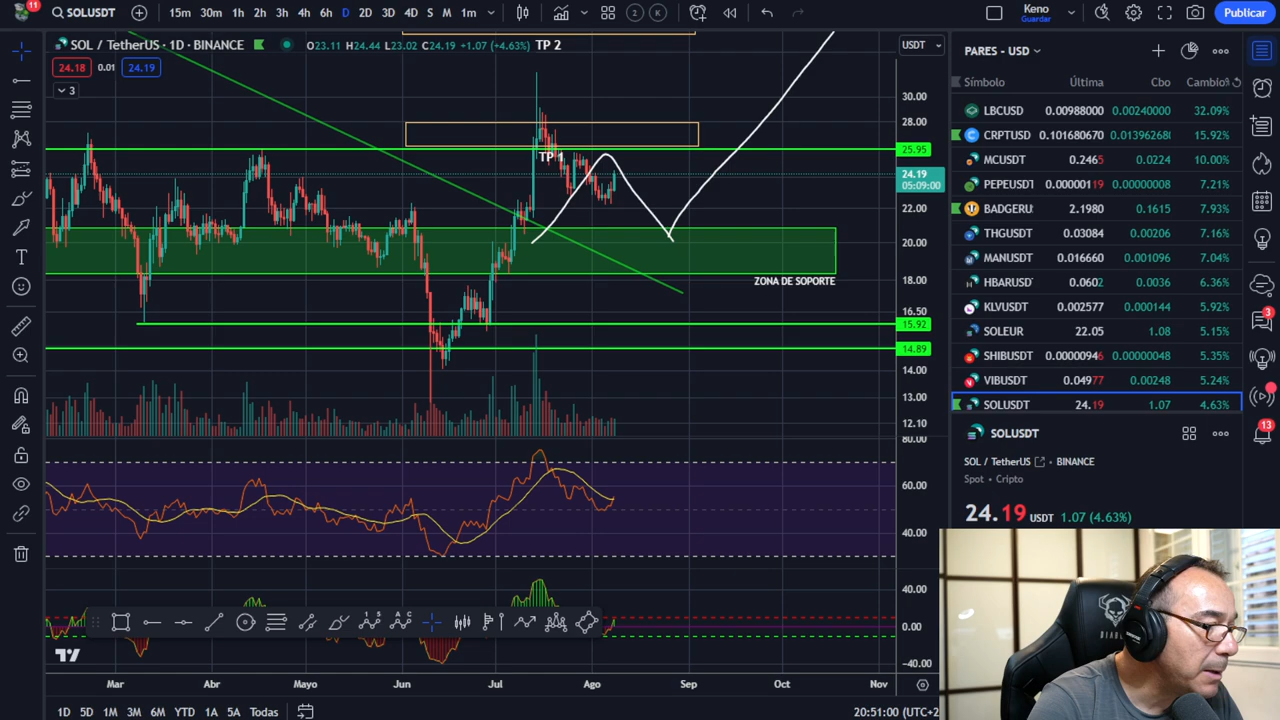 11
SOLUSDT
15m 30m 1h 2h 3h 4h 6h D 2D 3D 4D S M 1m
2 K
Keno
Guardar
Publicar
SOL / TetherUS · 1D · BINANCE
O23.11 H24.44 L23.02 C24.19 +1.07 (+4.63%)
TP 2
24.18 0.01 24.19
3
USDT
30.00
28.00
25.95
TP 1
24.19
05:09:00
22.00
20.00
18.00
ZONA DE SOPORTE
16.50
15.92
14.89
14.00
13.00
12.10
80.00
60.00
40.00
40.00
0.00
-40.00
Mar Abr Mayo Jun Jul Ago Sep Oct Nov
1D 5D 1M 3M 6M YTD 1A 5A Todas
20:51:00 (UTC+2
PARES - USD
Símbolo Última Cbo Cambio%
LBCUSD 0.00988000 0.00240000 32.09%
CRPTUSD 0.101680670 0.01396268 15.92%
MCUSDT 0.2465 0.0224 10.00%
PEPEUSDT 0.00000119 0.00000008 7.21%
BADGERU 2.1980 0.1615 7.93%
THGUSDT 0.03084 0.00206 7.16%
MANUSDT 0.016660 0.001096 7.04%
HBARUSD 0.0602 0.0036 6.36%
KLVUSDT 0.002577 0.000144 5.92%
SOLEUR 22.05 1.08 5.15%
SHIBUSDT 0.00000946 0.00000048 5.35%
VIBUSDT 0.04977 0.00248 5.24%
SOLUSDT 24.19 1.07 4.63%
SOLUSDT
SOL / TetherUS · BINANCE
Spot · Cripto
24.19 USDT 1.07 (4.63%)
3
13